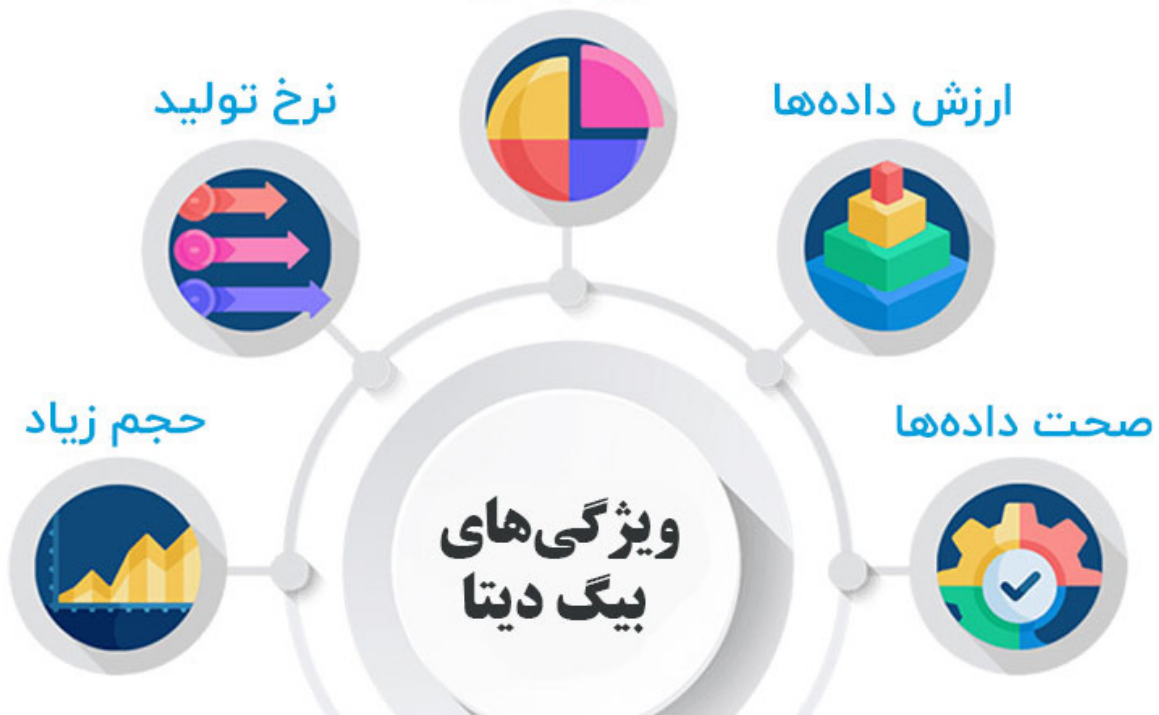 نرخ تولید
ارزش داده‌ها
حجم زیاد
صحت داده‌ها
ویژگی‌های
بیگ دیتا